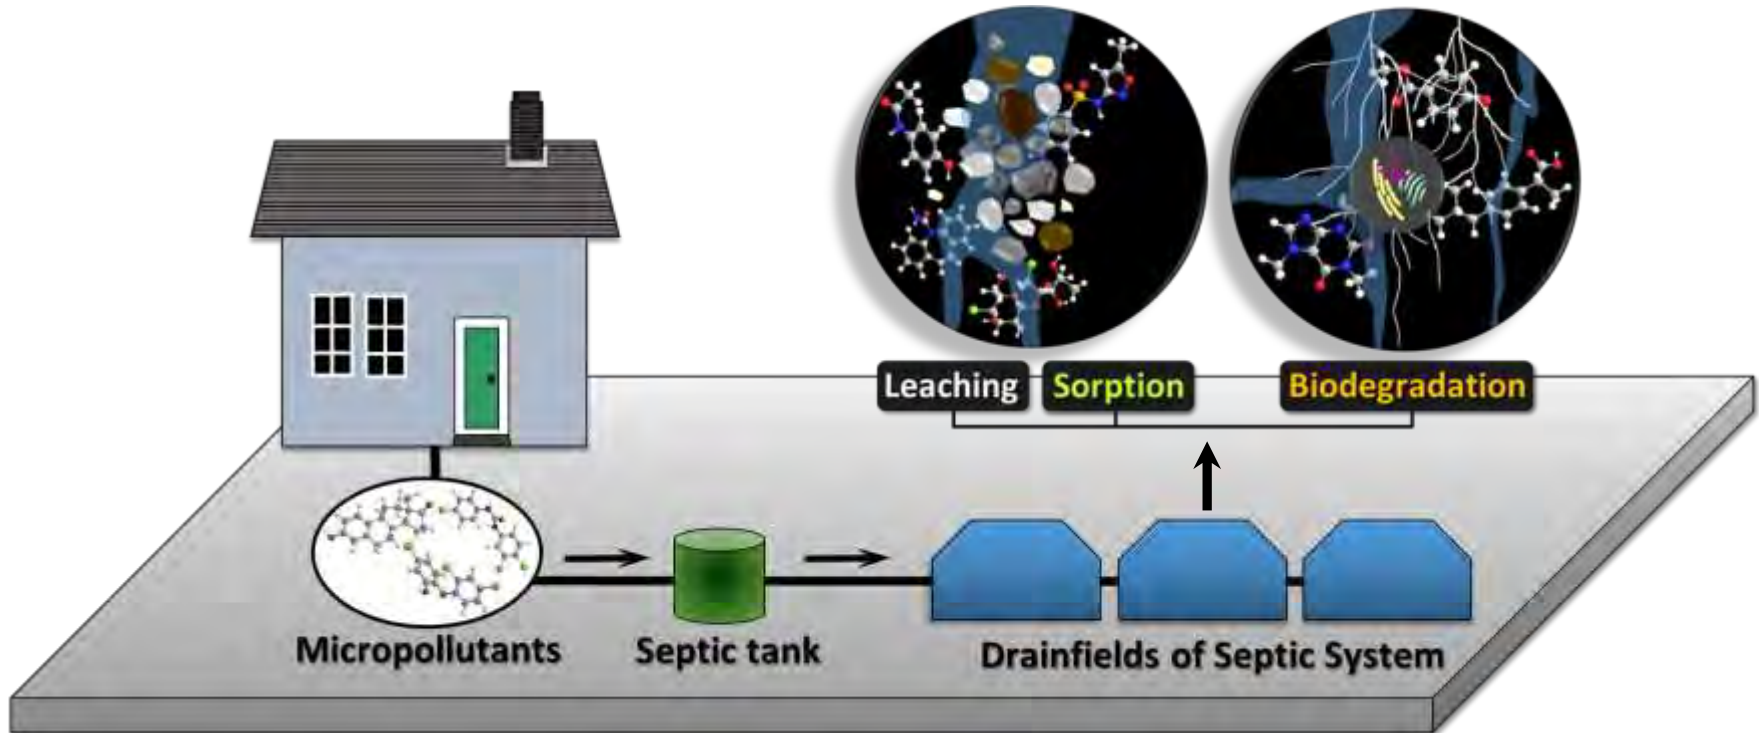 Leaching Sorption Biodegradation
Micropollutants Septic tank Drainfields of Septic System